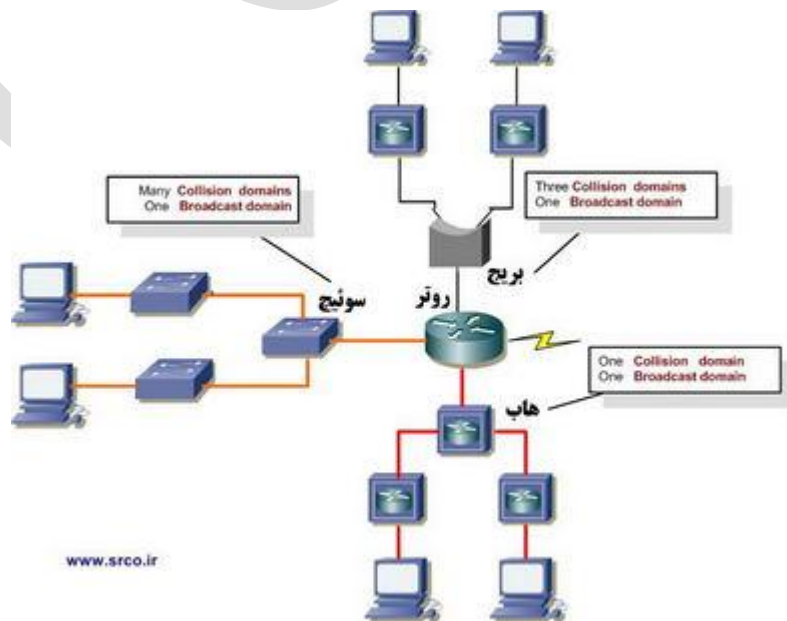 Many Collision domains
One Broadcast domain
Three Collision domains
One Broadcast domain
بریج
روتر
سوئیچ
One Collision domain
One Broadcast domain
هاب
www.srco.ir